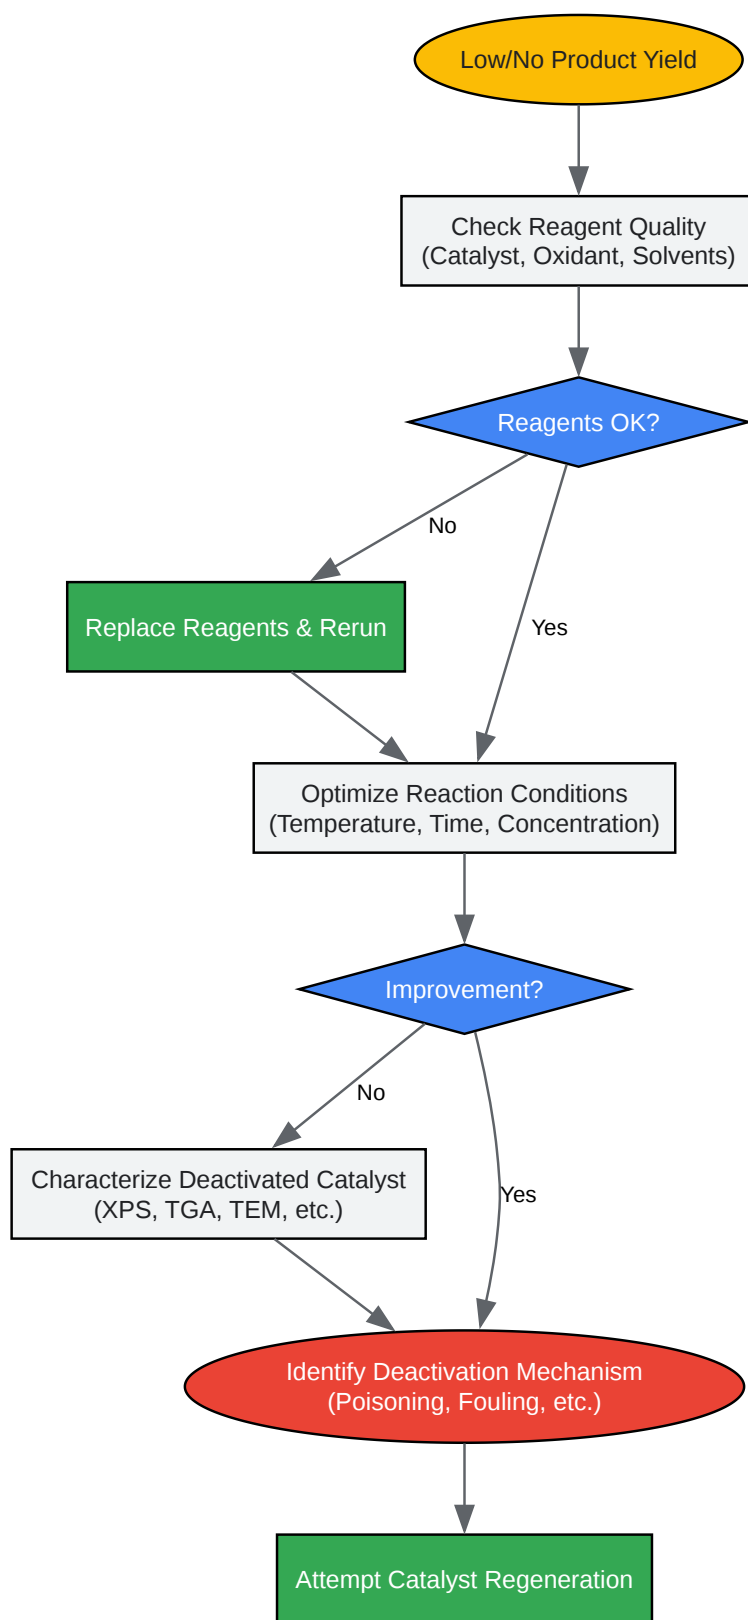 Low/No Product Yield
Check Reagent Quality
(Catalyst, Oxidant, Solvents)
Reagents OK?
No
Replace Reagents & Rerun
Yes
Optimize Reaction Conditions
(Temperature, Time, Concentration)
Improvement?
No
Characterize Deactivated Catalyst
(XPS, TGA, TEM, etc.)
Yes
Identify Deactivation Mechanism
(Poisoning, Fouling, etc.)
Attempt Catalyst Regeneration